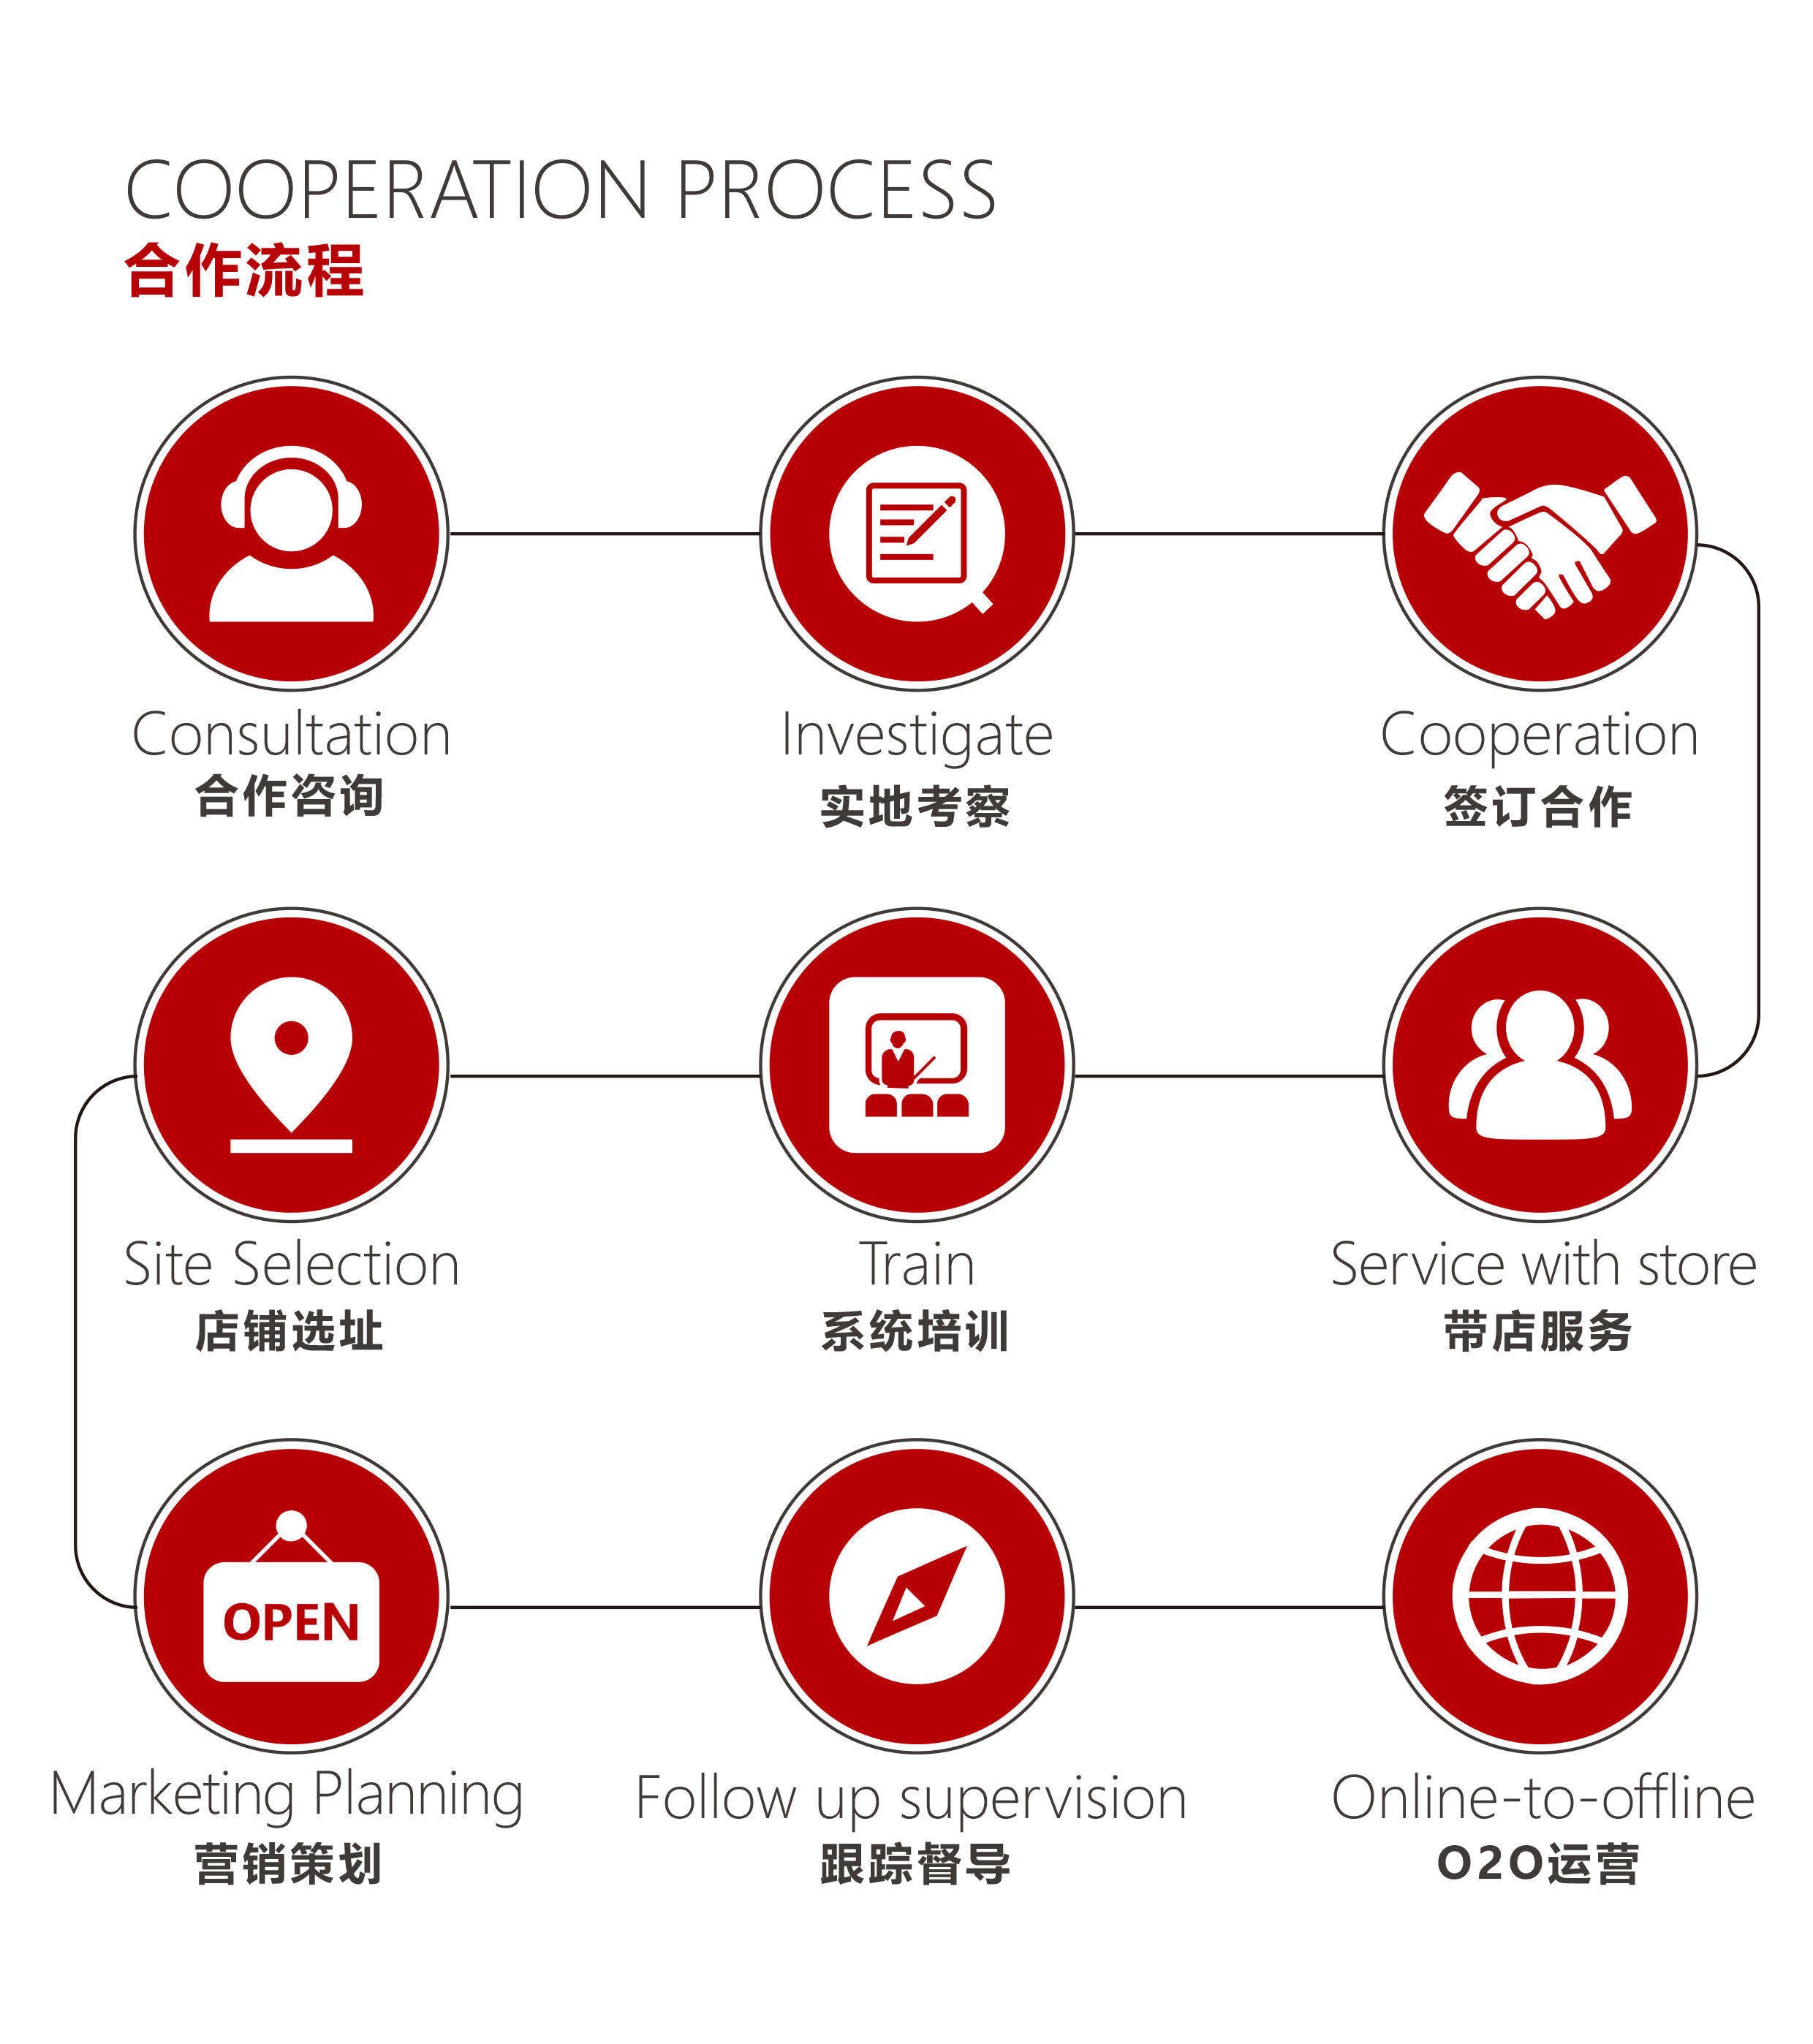 COOPERATION PROCESS
合作流程
Consultation
合作咨询
Investigate
实地考察
Cooperation
签订合作
Site Selection
店铺选址
Train
系统培训
Service with store
带店服务
OPEN
Marketing Planning
营销策划
Follow up supervision
跟踪督导
Online-to-offline
O2O运营